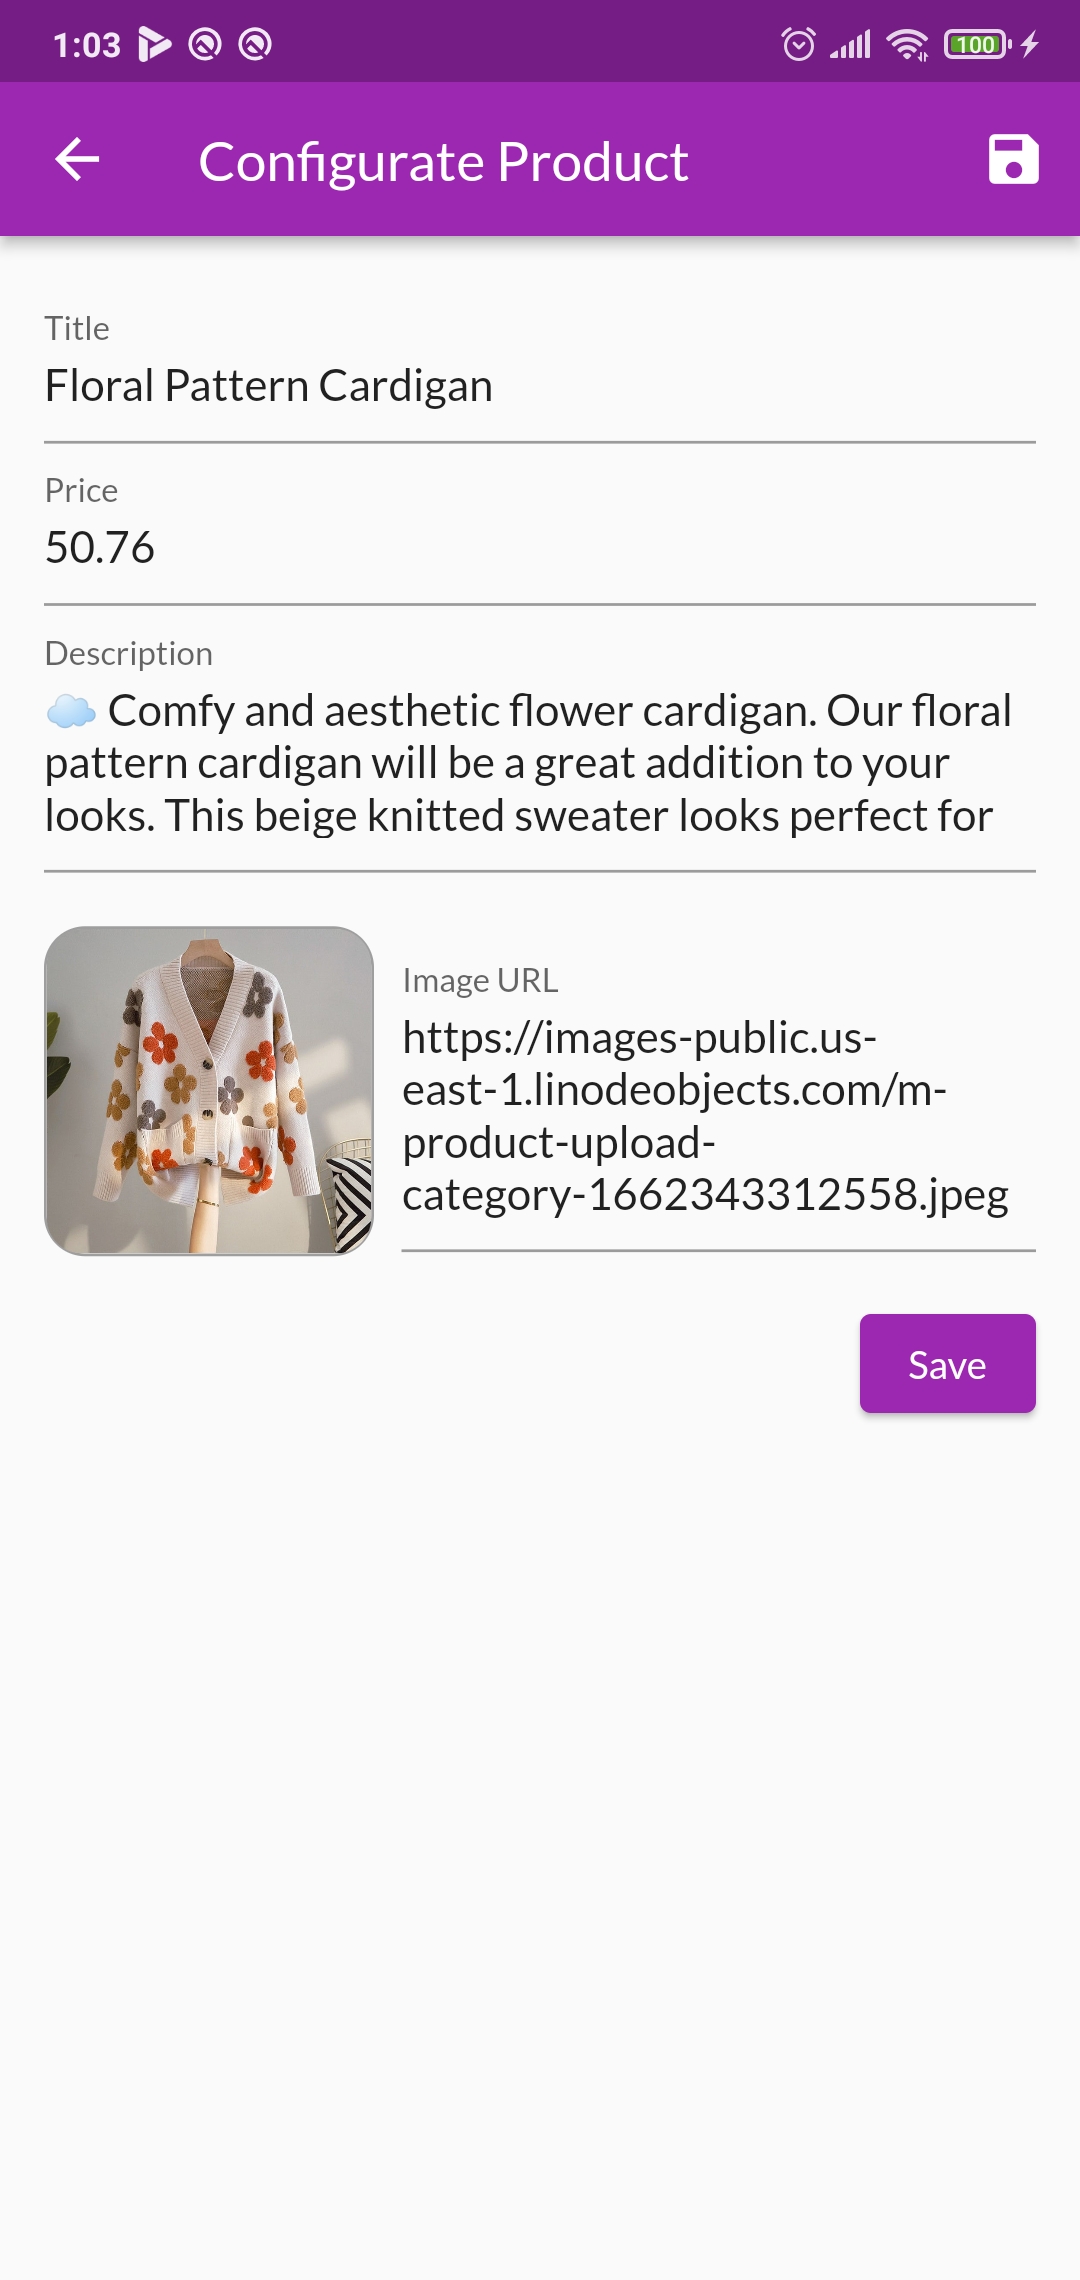 1:03
100
Configurate Product
Title
Floral Pattern Cardigan
Price
50.76
Description
☁️ Comfy and aesthetic flower cardigan. Our floral
pattern cardigan will be a great addition to your
looks. This beige knitted sweater looks perfect for
Image URL
https://images-public.us-
east-1.linodeobjects.com/m-
product-upload-
category-1662343312558.jpeg
Save